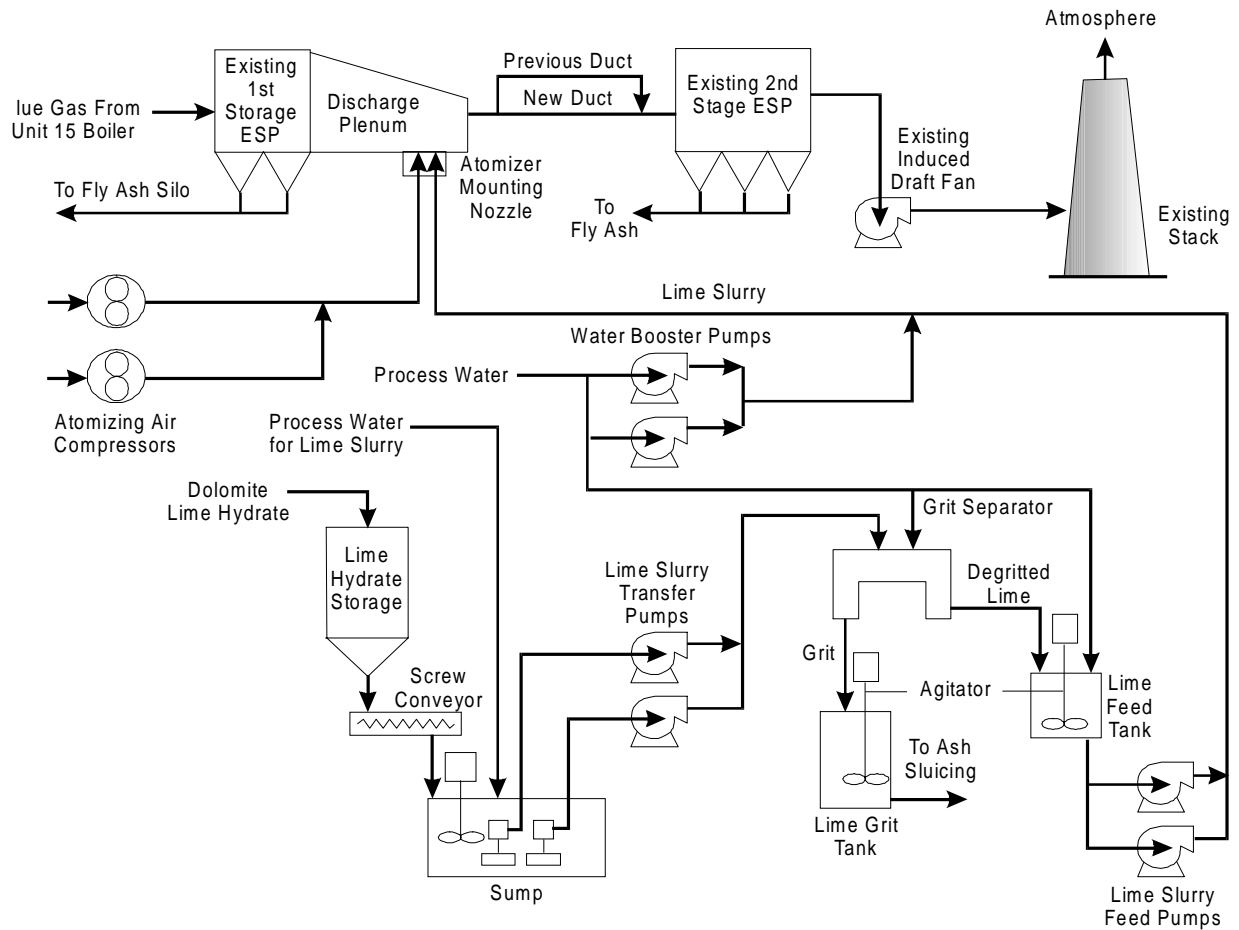 Atmosphere
Existing
1st
Storage
ESP
Discharge
Plenum
Previous Duct
New Duct
Existing 2nd
Stage ESP
lue Gas From
Unit 15 Boiler
Existing
Induced
Draft Fan
To Fly Ash Silo
Atomizer
Mounting
Nozzle
To
Fly Ash
Existing
Stack
Lime Slurry
Water Booster Pumps
Process Water
Atomizing Air
Compressors
Process Water
for Lime Slurry
Dolomite
Lime Hydrate
Grit Separator
Lime
Hydrate
Storage
Lime Slurry
Transfer
Pumps
Degritted
Lime
Grit
Screw
Conveyor
Agitator
Lime
Feed
Tank
To Ash
Sluicing
Lime Grit
Tank
Sump
Lime Slurry
Feed Pumps